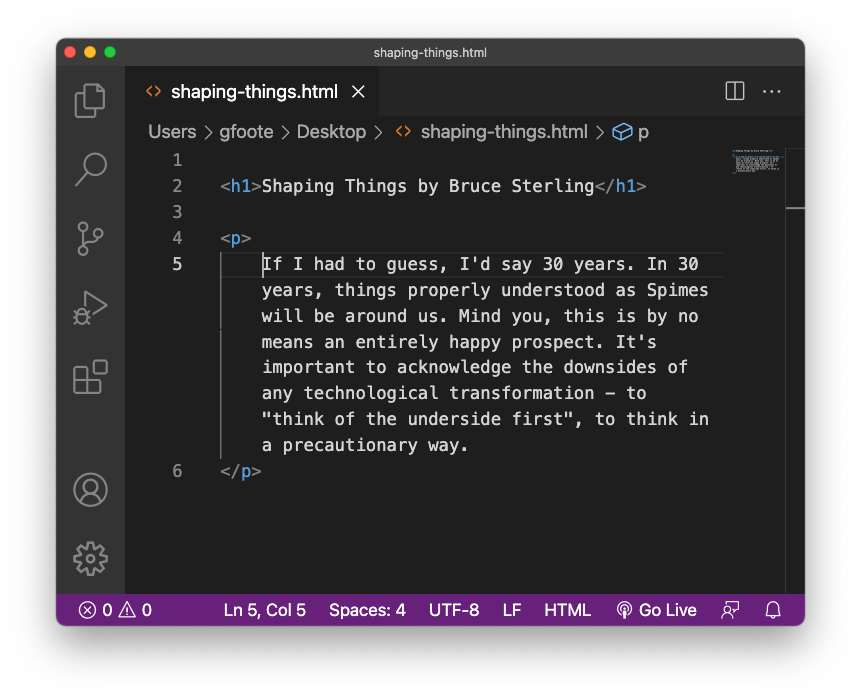 shaping-things.html
shaping-things.html
Users > gfoote > Desktop > <> shaping-things.html > p
1
2 <h1>Shaping Things by Bruce Sterling</h1>
3
4 <p>
5 If I had to guess, I'd say 30 years. In 30
years, things properly understood as Spimes
will be around us. Mind you, this is by no
means an entirely happy prospect. It's
important to acknowledge the downsides of
any technological transformation – to
"think of the underside first", to think in
a precautionary way.
6 </p>
0 0 Ln 5, Col 5 Spaces: 4 UTF-8 LF HTML Go Live